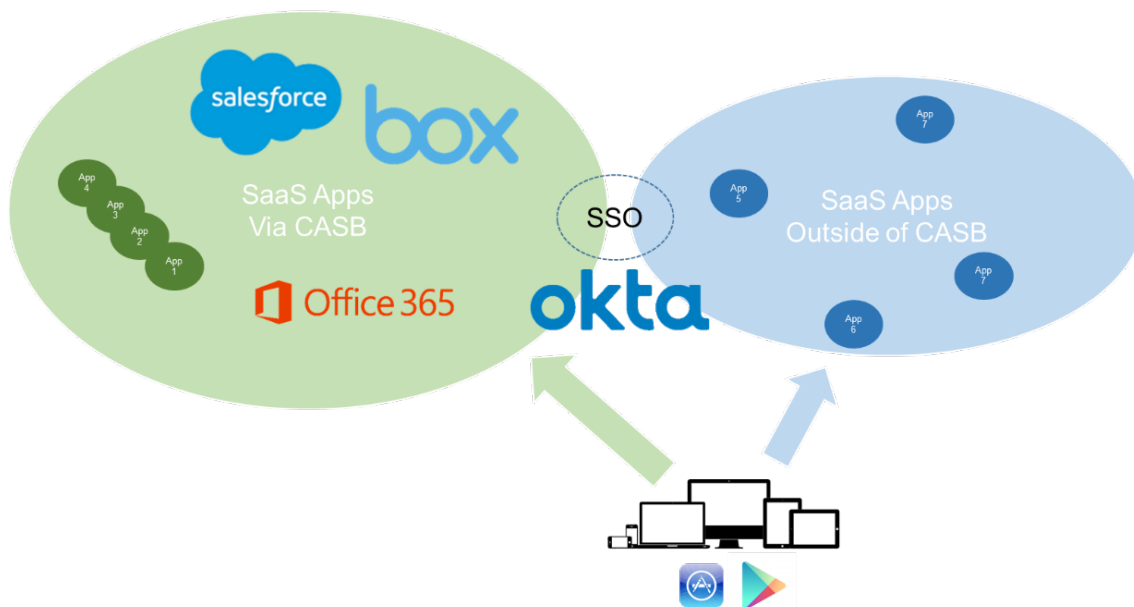 salesforce
box
App
4
App
3
App
2
App
1
SaaS Apps
Via CASB
Office 365
SSO
okta
App
7
App
5
SaaS Apps
Outside of CASB
App
7
App
6